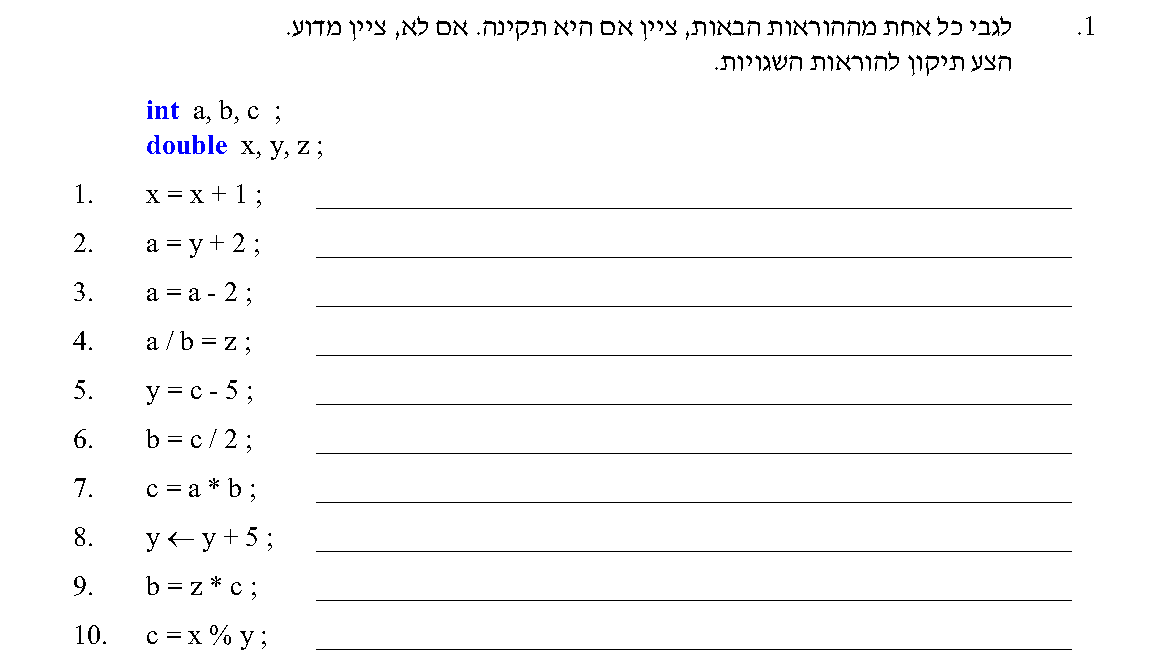 1. לגבי כל אחת מההוראות הבאות, ציין אם היא תקינה. אם לא, ציין מדוע.
הצע תיקון להוראות השגויות.
int a, b, c ;
double x, y, z ;
1. x = x + 1 ;
2. a = y + 2 ;
3. a = a - 2 ;
4. a / b = z ;
5. y = c - 5 ;
6. b = c / 2 ;
7. c = a * b ;
8. y ← y + 5 ;
9. b = z * c ;
10. c = x % y ;